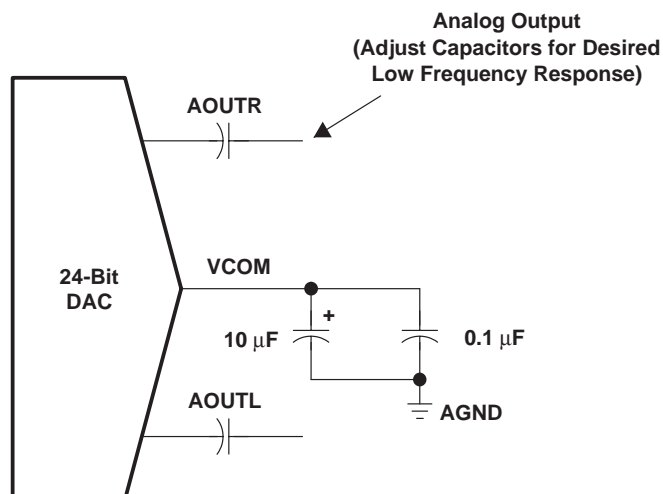 Analog Output
(Adjust Capacitors for Desired
Low Frequency Response)
AOUTR
24-Bit
DAC
VCOM
+
10 μF
0.1 μF
AOUTL
AGND